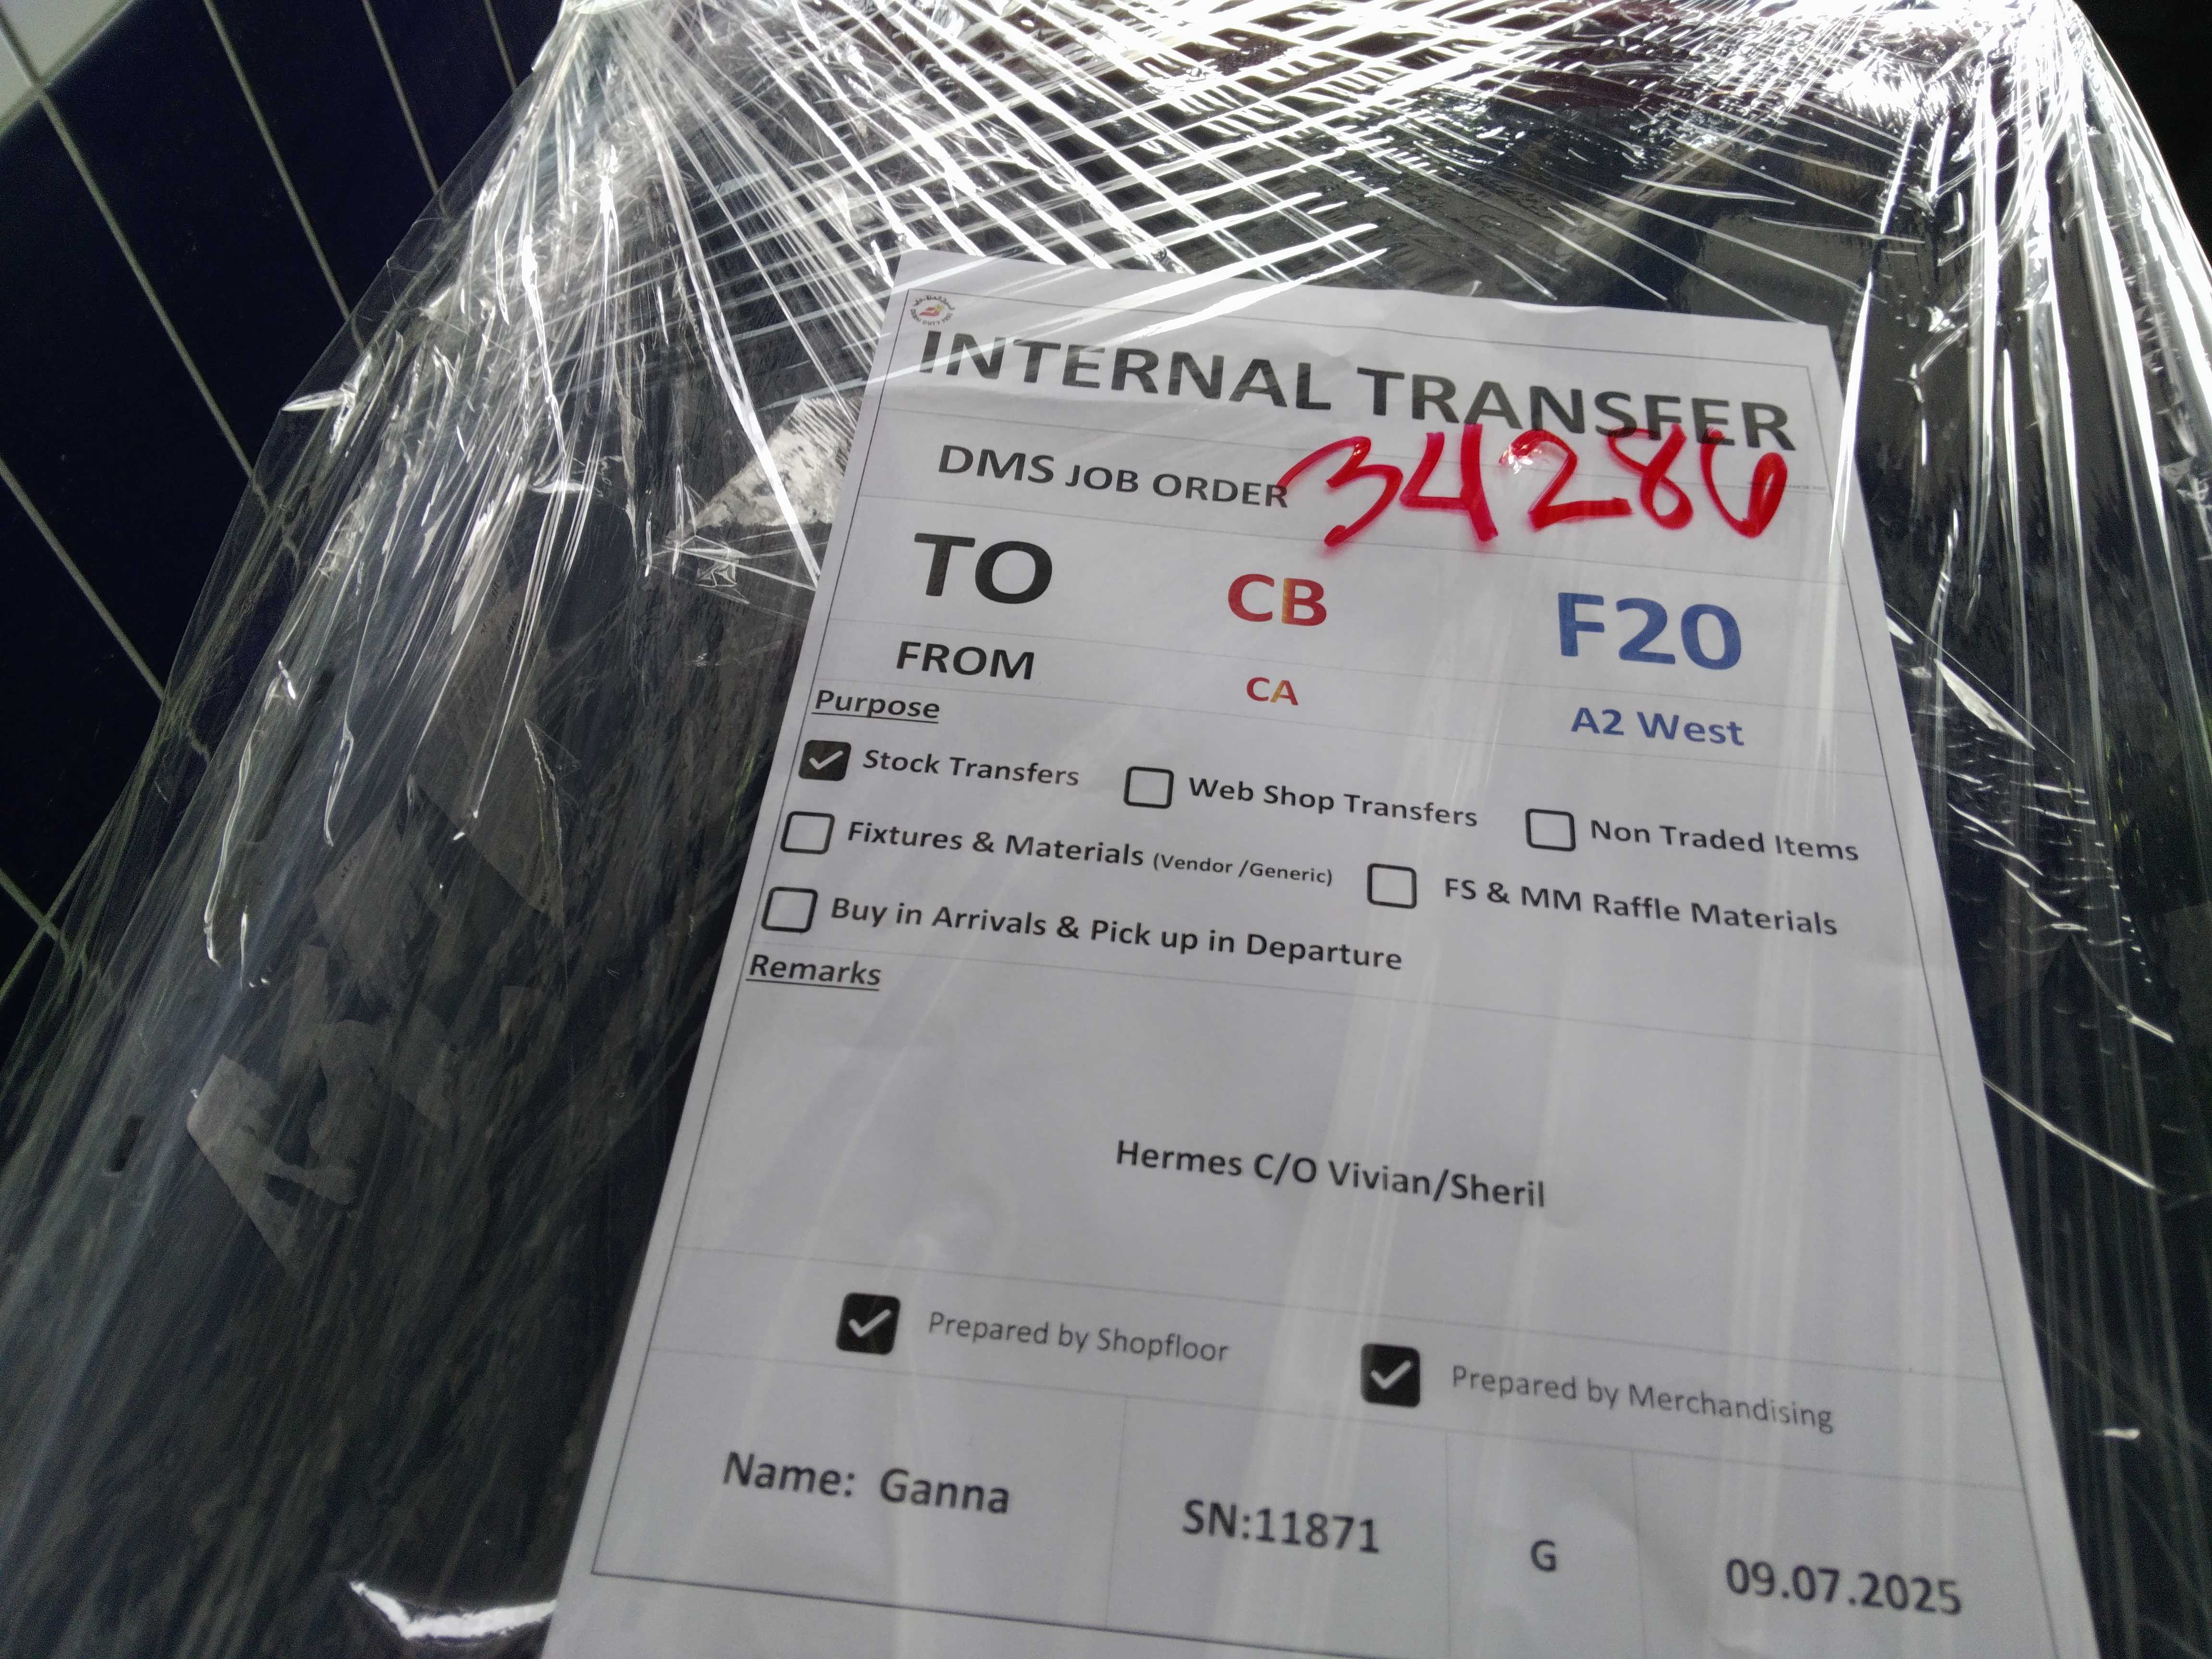 INTERNAL TRANSFER
DMS JOB ORDER 34286
TO CB F20
FROM CA A2 West
Purpose
Stock Transfers Web Shop Transfers Non Traded Items
Fixtures & Materials (Vendor /Generic) FS & MM Raffle Materials
Buy in Arrivals & Pick up in Departure
Remarks
Hermes C/O Vivian/Sheril
Prepared by Shopfloor Prepared by Merchandising
Name: Ganna SN:11871 G 09.07.2025